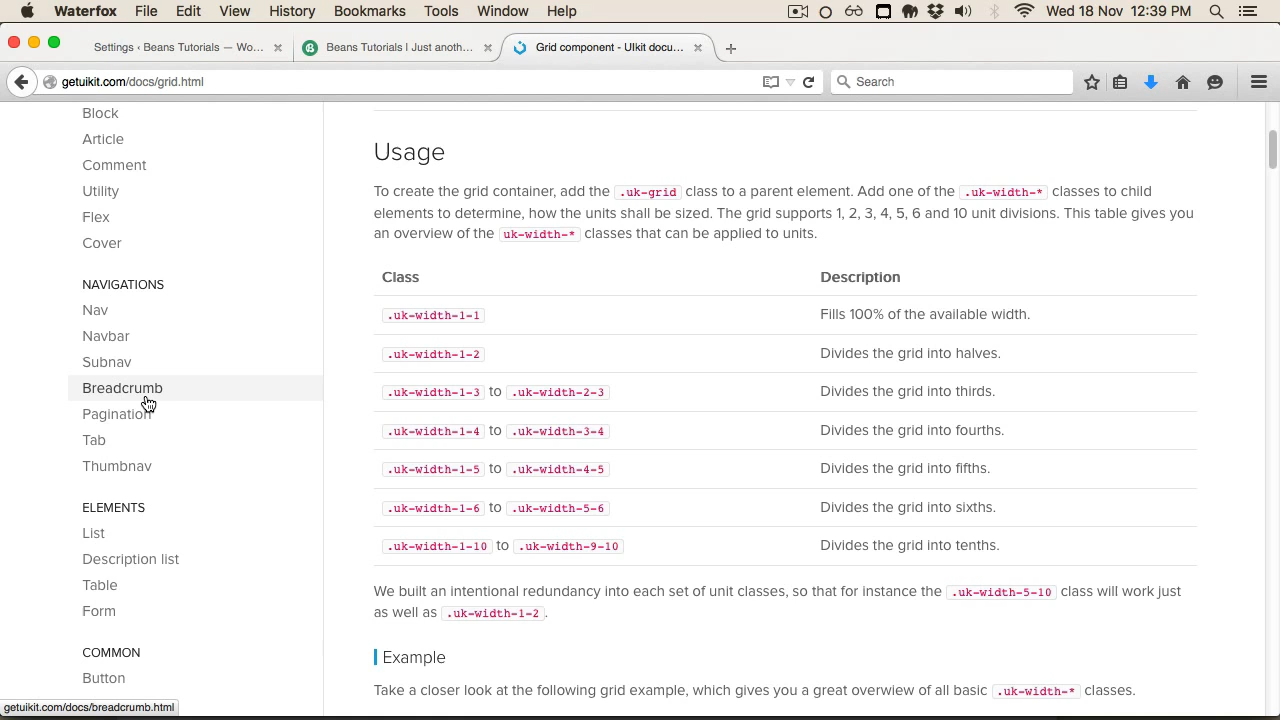 Waterfox File Edit View History Bookmarks Tools Window Help Wed 18 Nov 12:39 PM
Settings ‹ Beans Tutorials — Wo...
Beans Tutorials | Just anoth...
Grid component - UIkit docu...
getuikit.com/docs/grid.html
Search
Block
Article
Comment
Utility
Flex
Cover
NAVIGATIONS
Nav
Navbar
Subnav
Breadcrumb
Pagination
Tab
Thumbnav
ELEMENTS
List
Description list
Table
Form
COMMON
Button
getuikit.com/docs/breadcrumb.html
Usage
To create the grid container, add the .uk-grid class to a parent element. Add one of the .uk-width-* classes to child
elements to determine, how the units shall be sized. The grid supports 1, 2, 3, 4, 5, 6 and 10 unit divisions. This table gives you
an overview of the uk-width-* classes that can be applied to units.
Class Description
.uk-width-1-1 Fills 100% of the available width.
.uk-width-1-2 Divides the grid into halves.
.uk-width-1-3 to .uk-width-2-3 Divides the grid into thirds.
.uk-width-1-4 to .uk-width-3-4 Divides the grid into fourths.
.uk-width-1-5 to .uk-width-4-5 Divides the grid into fifths.
.uk-width-1-6 to .uk-width-5-6 Divides the grid into sixths.
.uk-width-1-10 to .uk-width-9-10 Divides the grid into tenths.
We built an intentional redundancy into each set of unit classes, so that for instance the .uk-width-5-10 class will work just
as well as .uk-width-1-2.
Example
Take a closer look at the following grid example, which gives you a great overwiew of all basic .uk-width-* classes.